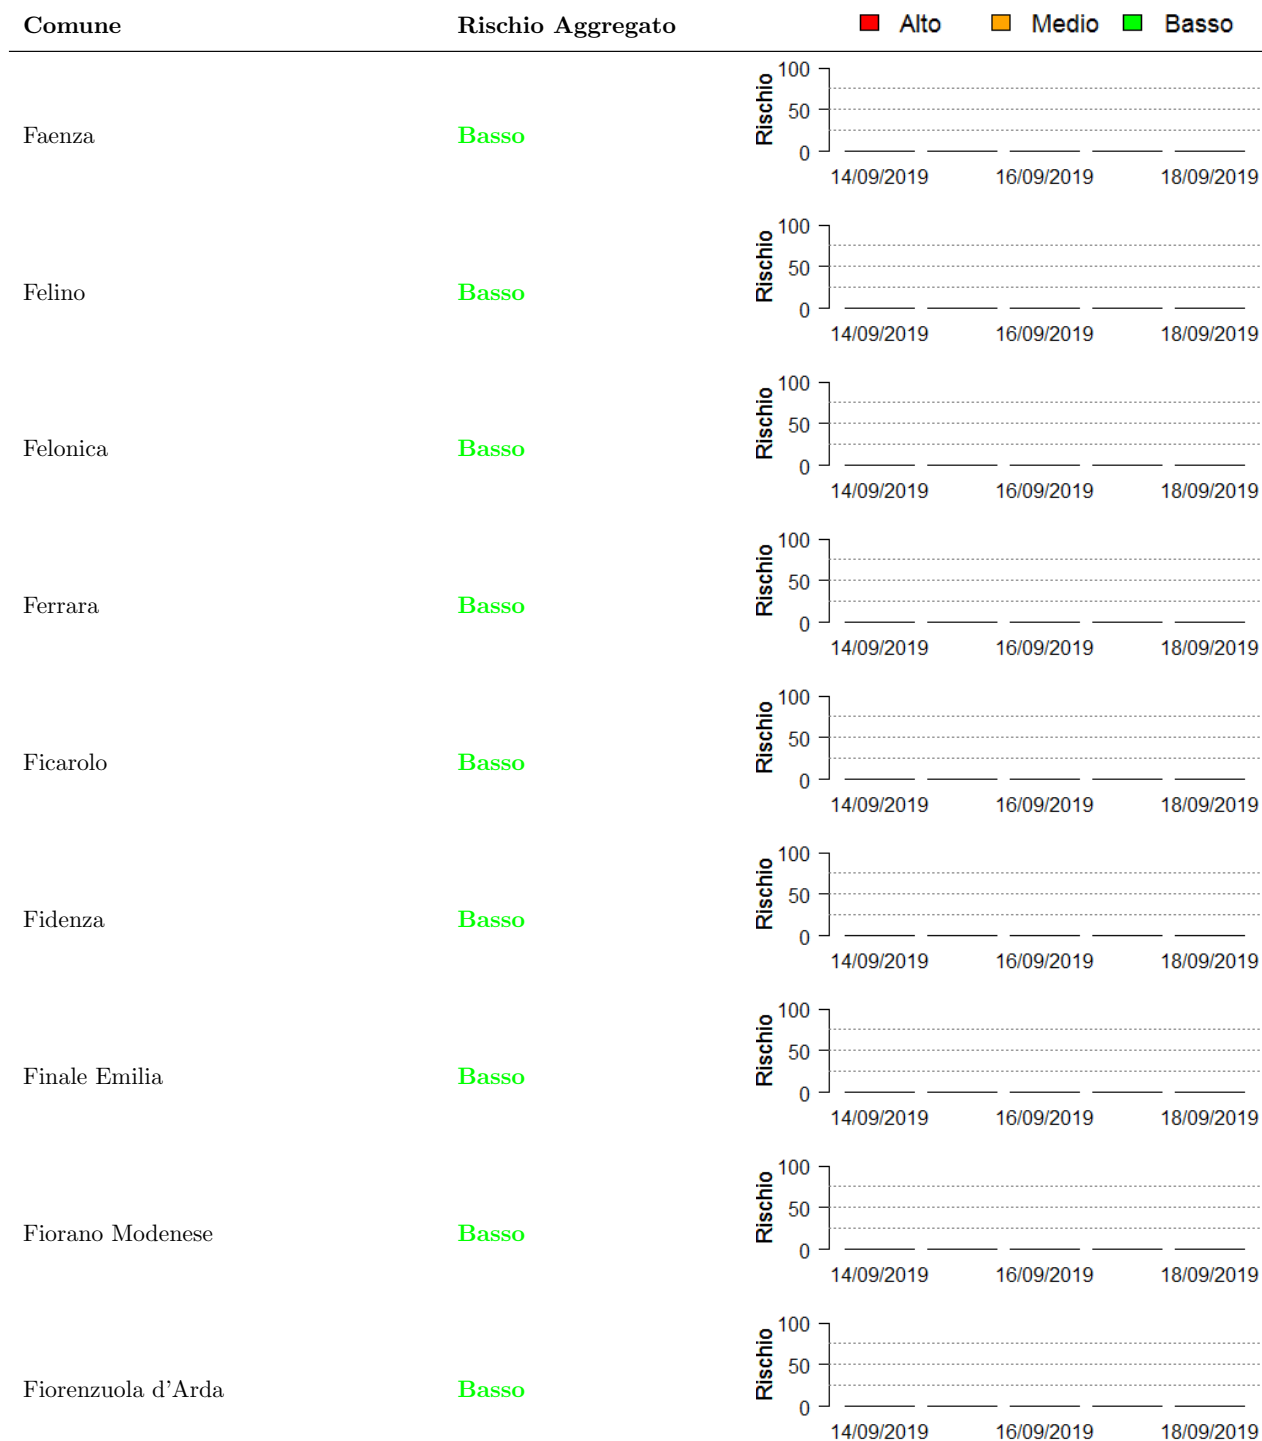 Comune Rischio Aggregato Alto Medio Basso
Faenza Basso Rischio 100 50 0
14/09/2019 16/09/2019 18/09/2019
Felino Basso Rischio 100 50 0
14/09/2019 16/09/2019 18/09/2019
Felonica Basso Rischio 100 50 0
14/09/2019 16/09/2019 18/09/2019
Ferrara Basso Rischio 100 50 0
14/09/2019 16/09/2019 18/09/2019
Ficarolo Basso Rischio 100 50 0
14/09/2019 16/09/2019 18/09/2019
Fidenza Basso Rischio 100 50 0
14/09/2019 16/09/2019 18/09/2019
Finale Emilia Basso Rischio 100 50 0
14/09/2019 16/09/2019 18/09/2019
Fiorano Modenese Basso Rischio 100 50 0
14/09/2019 16/09/2019 18/09/2019
Fiorenzuola d'Arda Basso Rischio 100 50 0
14/09/2019 16/09/2019 18/09/2019